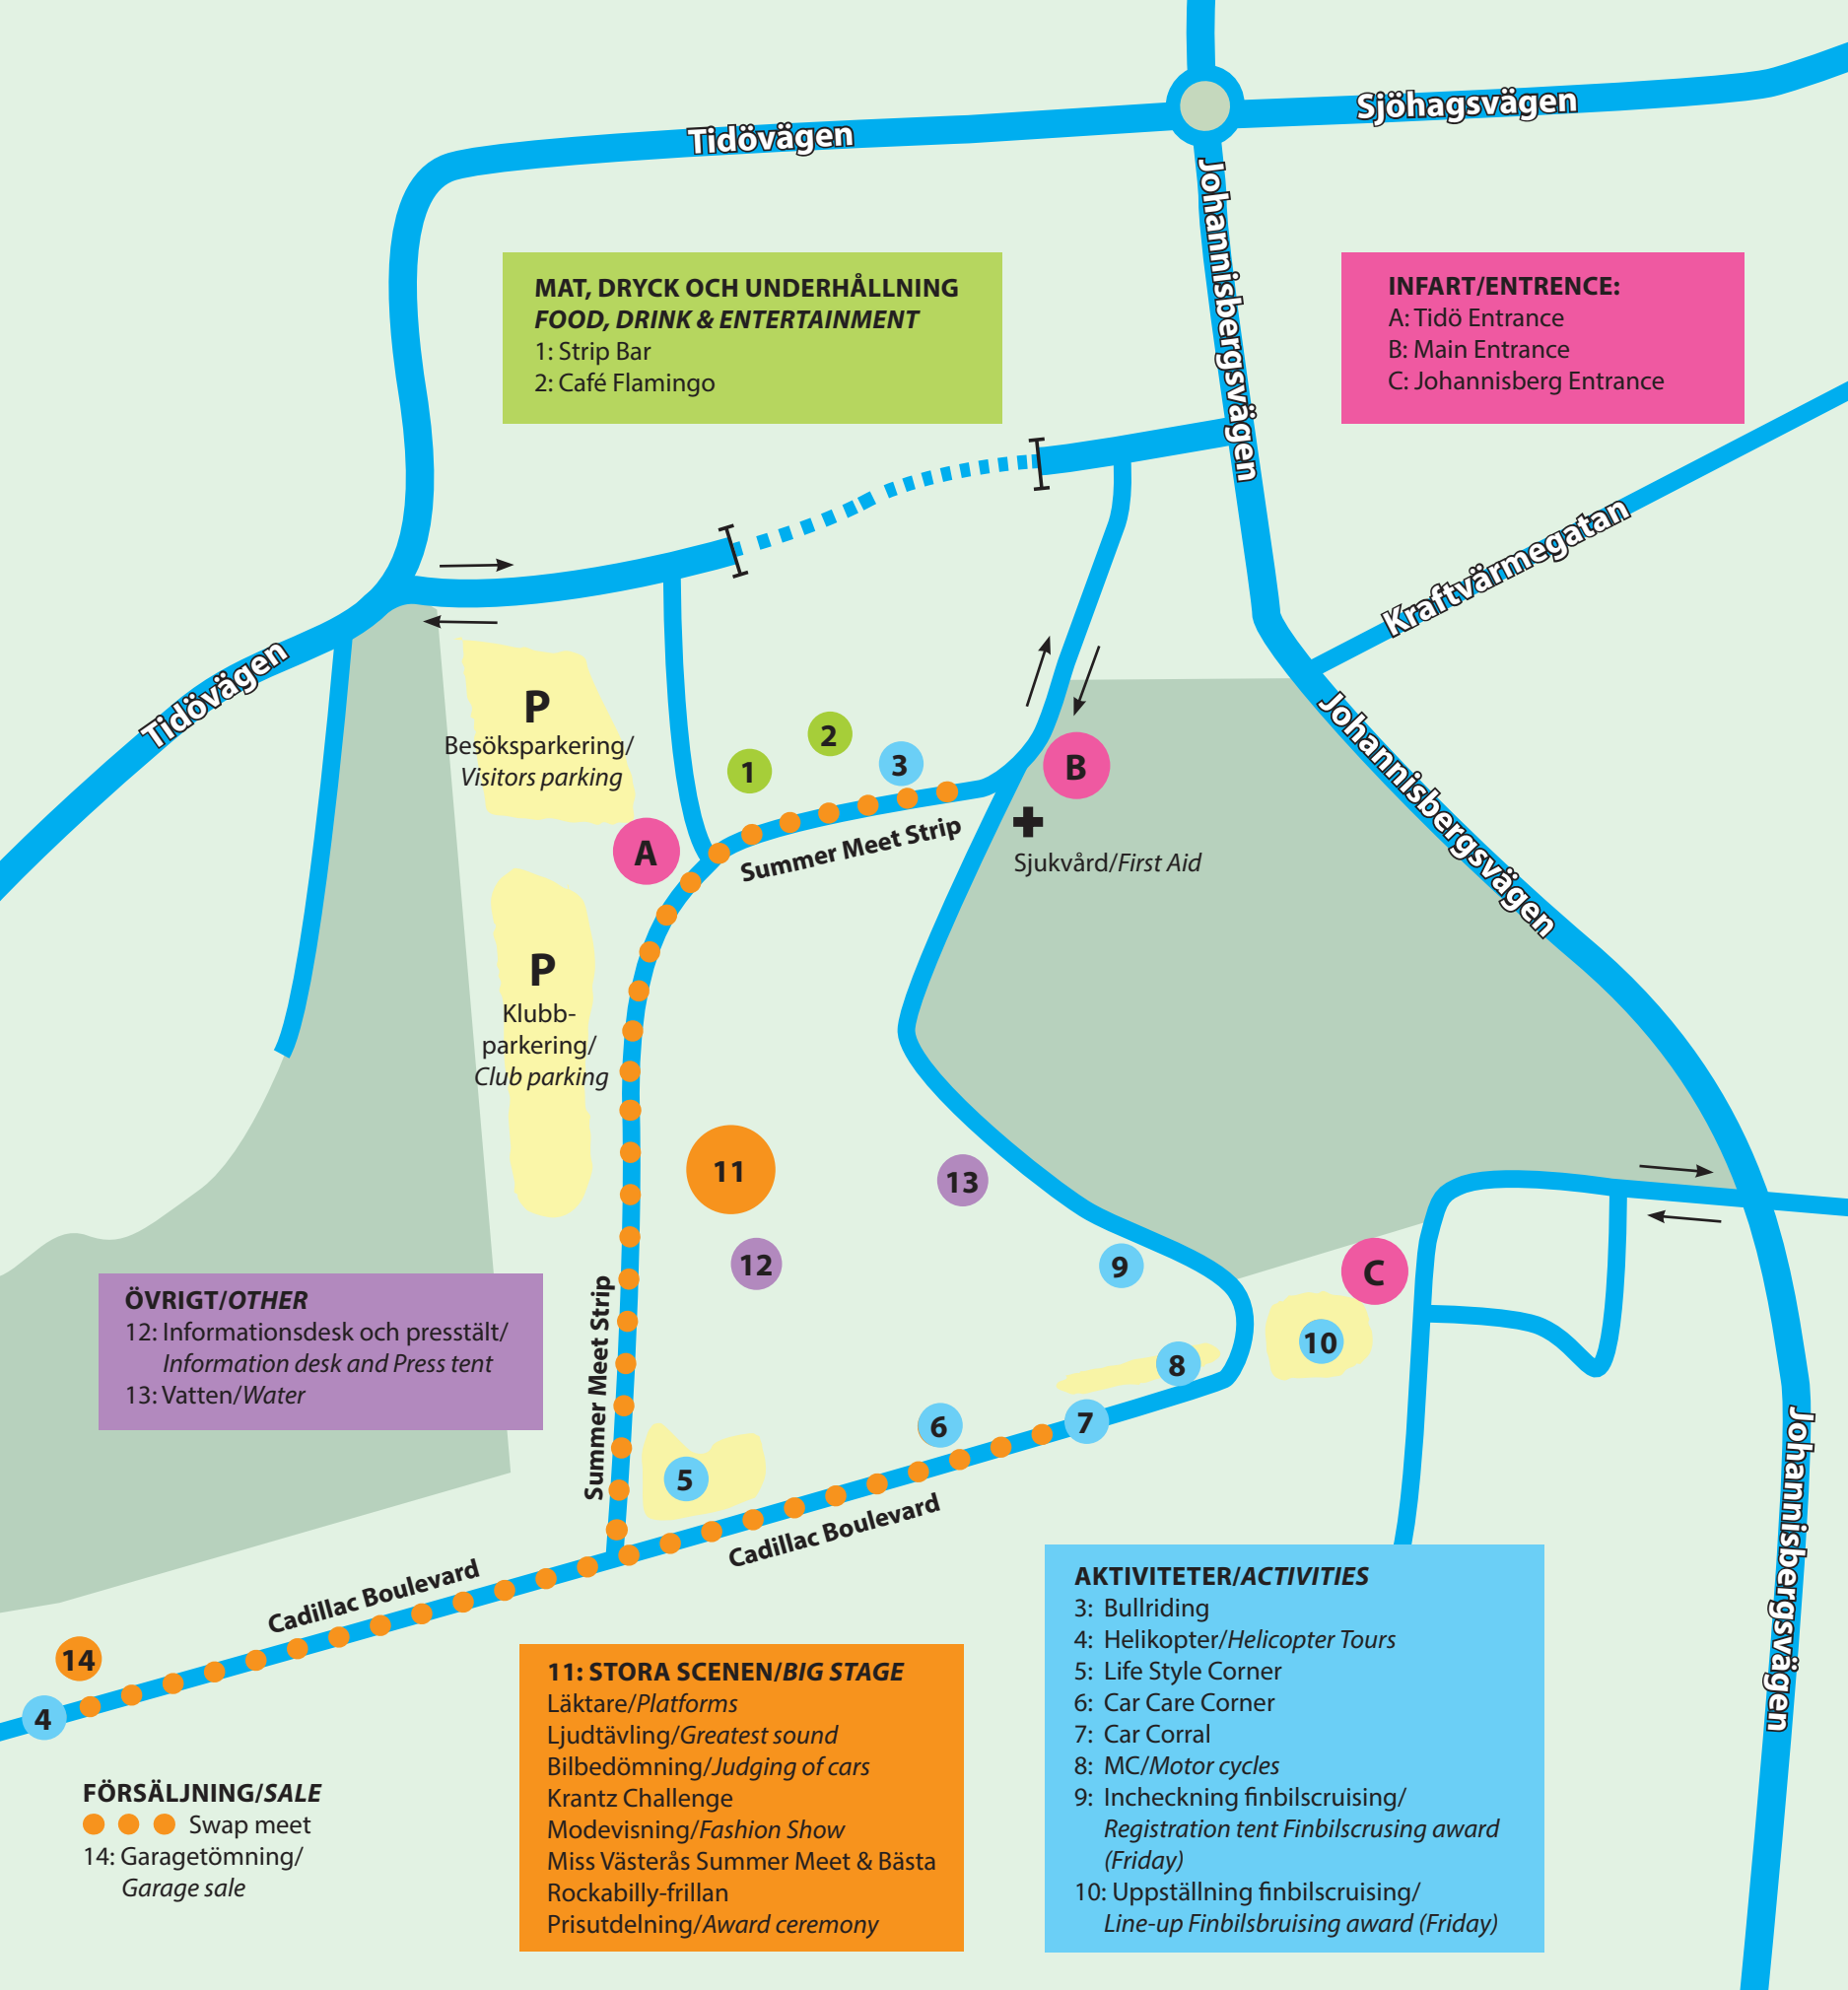 Sjöhagsvägen
Tidövägen
Johannisbergsvägen
MAT, DRYCK OCH UNDERHÅLLNING
FOOD, DRINK & ENTERTAINMENT
1: Strip Bar
2: Café Flamingo
INFART/ENTRENCE:
A: Tidö Entrance
B: Main Entrance
C: Johannisberg Entrance
Kraftvärmegatan
Tidövägen
P
Besöksparkering/
Visitors parking
1
2
3
B
Johannisbergsvägen
A
Summer Meet Strip
Sjukvård/First Aid
P
Klubb-
parkering/
Club parking
11
13
12
9
C
ÖVRIGT/OTHER
12: Informationsdesk och presstält/
Information desk and Press tent
13: Vatten/Water
Summer Meet Strip
10
8
7
6
5
Johannisbergsvägen
Cadillac Boulevard
Cadillac Boulevard
14
4
FÖRSÄLJNING/SALE
Swap meet
14: Garagetömning/
Garage sale
11: STORA SCENEN/BIG STAGE
Läktare/Platforms
Ljudtävling/Greatest sound
Bilbedömning/Judging of cars
Krantz Challenge
Modevisning/Fashion Show
Miss Västerås Summer Meet & Bästa
Rockabilly-frillan
Prisutdelning/Award ceremony
AKTIVITETER/ACTIVITIES
3: Bullriding
4: Helikopter/Helicopter Tours
5: Life Style Corner
6: Car Care Corner
7: Car Corral
8: MC/Motor cycles
9: Incheckning finbilscruising/
Registration tent Finbilscrusing award
(Friday)
10: Uppställning finbilscruising/
Line-up Finbilsbruising award (Friday)